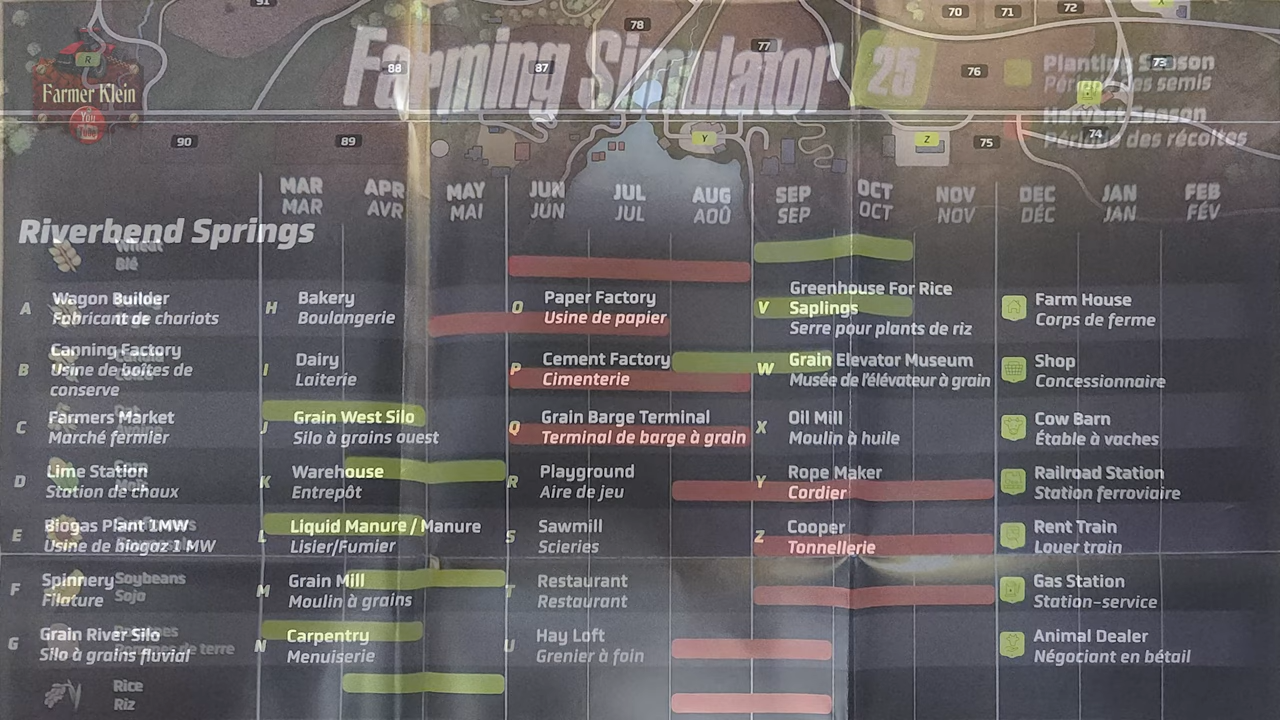 91
78
70
71
72
X
R
88
Farming Simulator
25
87
77
76
Planting Season
73
Période des semis
Farmer Klein
You
Tube
Harvest Season
Période des récoltes
74
90
89
Y
Z
75
MAR APR MAY JUN JUL AUG SEP OCT NOV DEC JAN FEB
MAR AVR MAI JUN JUL AOÛ SEP OCT NOV DÉC JAN FÉV
Riverbend Springs
Blé
A Wagon Builder
Fabricant de chariots
B Canning Factory
Usine de boîtes de
conserve
C Farmers Market
Marché fermier
D Lime Station
Station de chaux
E Biogas Plant 1MW
Usine de biogaz 1 MW
F Spinnery
Filature
Soybeans
Soja
G Grain River Silo
Silo à grains fluvial
Pommes de terre
Rice
Riz
H Bakery
Boulangerie
I Dairy
Laiterie
J Grain West Silo
Silo à grains ouest
K Warehouse
Entrepôt
L Liquid Manure / Manure
Lisier/Fumier
M Grain Mill
Moulin à grains
N Carpentry
Menuiserie
O Paper Factory
Usine de papier
P Cement Factory
Cimenterie
Q Grain Barge Terminal
Terminal de barge à grain
R Playground
Aire de jeu
S Sawmill
Scieries
T Restaurant
Restaurant
U Hay Loft
Grenier à foin
V Greenhouse For Rice
Saplings
Serre pour plants de riz
W Grain Elevator Museum
Musée de l'élévateur à grain
X Oil Mill
Moulin à huile
Y Rope Maker
Cordier
Z Cooper
Tonnellerie
Farm House
Corps de ferme
Shop
Concessionnaire
Cow Barn
Étable à vaches
Railroad Station
Station ferroviaire
Rent Train
Louer train
Gas Station
Station-service
Animal Dealer
Négociant en bétail